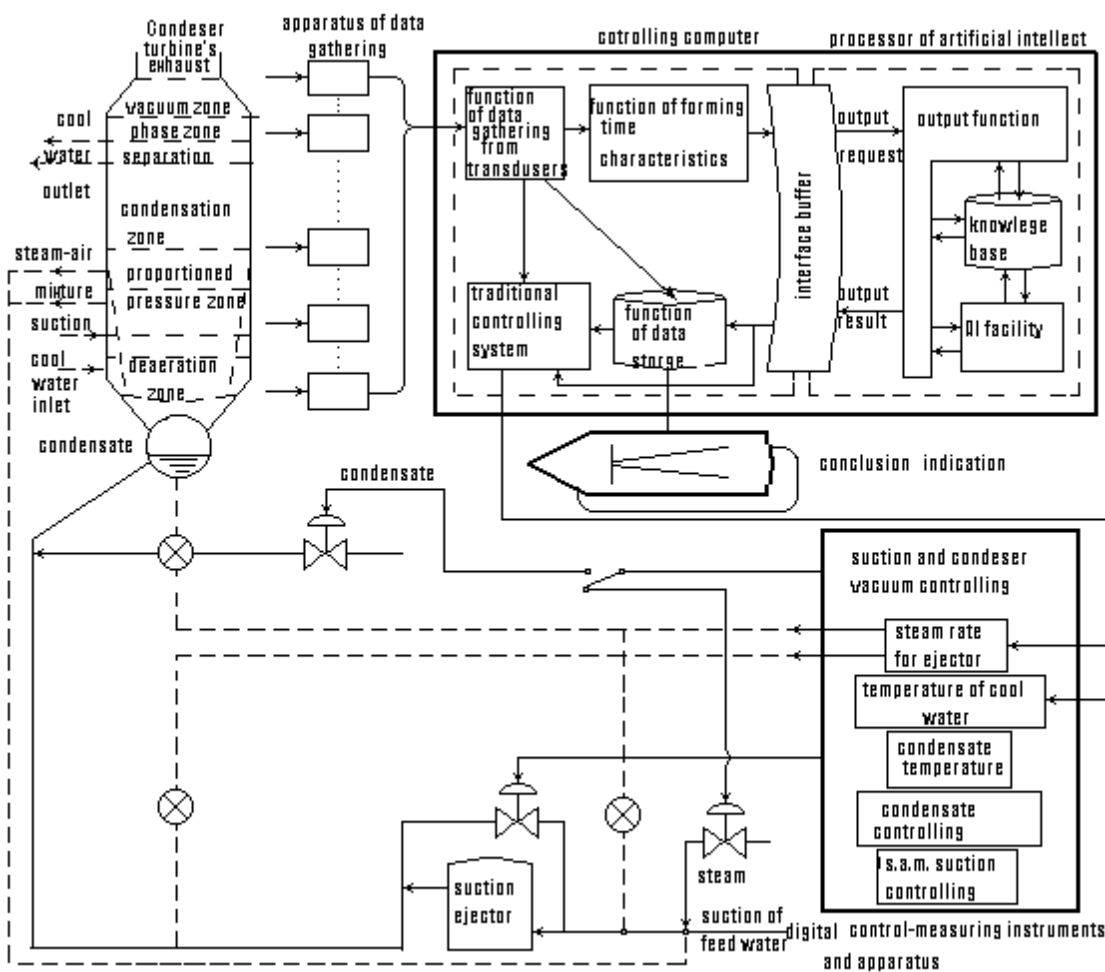 Condeser
turbine's
exhaust
apparatus of data
gathering
cotrolling computer
processor of artificial intellect
vacuum zone
cool
phase zone
water
separation
outlet
condensation
zone
steam-air
proportioned
mixture
pressure zone
suction
cool
deaeration
water
zone
inlet
condensate
function
of data
gathering
from
transdusers
function of forming
time
characteristics
interface buffer
output
request
output function
knowlege
base
output
result
AI facility
traditional
controlling
system
function
of data
storge
conclusion indication
condensate
suction and condeser
vacuum controlling
steam rate
for ejector
temperature of cool
water
condensate
temperature
condensate
controlling
s.a.m. suction
controlling
steam
suction
ejector
suction of
feed water
digital control-measuring instruments
and apparatus